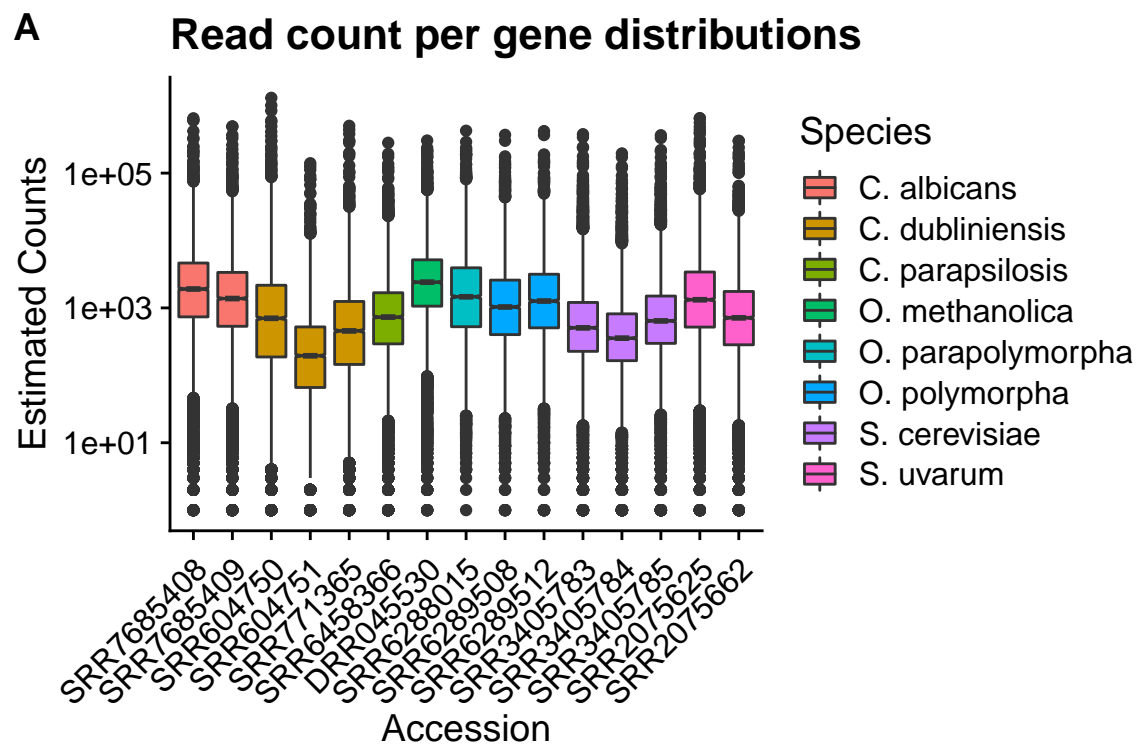 A
Read count per gene distributions
Estimated Counts
1e+05
1e+03
1e+01
SRR7685408
SRR7685409
SRR604750
SRR604751
SRR771365
SRR6458366
DRR045530
SRR6288015
SRR6289508
SRR6289512
SRR3405783
SRR3405784
SRR3405785
SRR2075625
SRR2075662
Accession
Species
C. albicans
C. dubliniensis
C. parapsilosis
O. methanolica
O. parapolymorpha
O. polymorpha
S. cerevisiae
S. uvarum